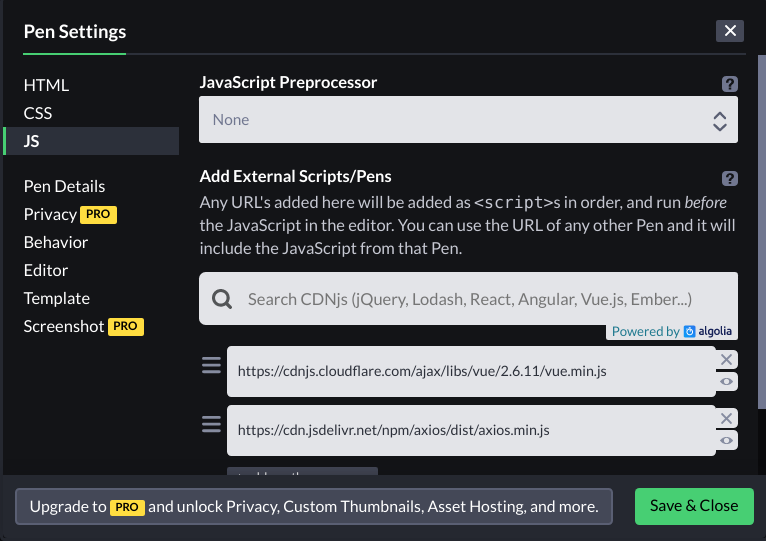 Pen Settings
HTML
CSS
JS
Pen Details
Privacy PRO
Behavior
Editor
Template
Screenshot PRO
JavaScript Preprocessor
?
None
Add External Scripts/Pens
?
Any URL's added here will be added as <script>s in order, and run before
the JavaScript in the editor. You can use the URL of any other Pen and it will
include the JavaScript from that Pen.
Search CDNjs (jQuery, Lodash, React, Angular, Vue.js, Ember...)
Powered by algolia
https://cdnjs.cloudflare.com/ajax/libs/vue/2.6.11/vue.min.js
https://cdn.jsdelivr.net/npm/axios/dist/axios.min.js
Upgrade to PRO and unlock Privacy, Custom Thumbnails, Asset Hosting, and more.
Save & Close